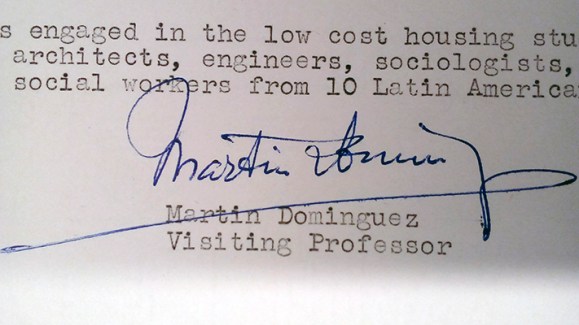 s engaged in the low cost housing stu
architects, engineers, sociologists,
social workers from 10 Latin America
Martin Dominguez
Martin Dominguez
Visiting Professor